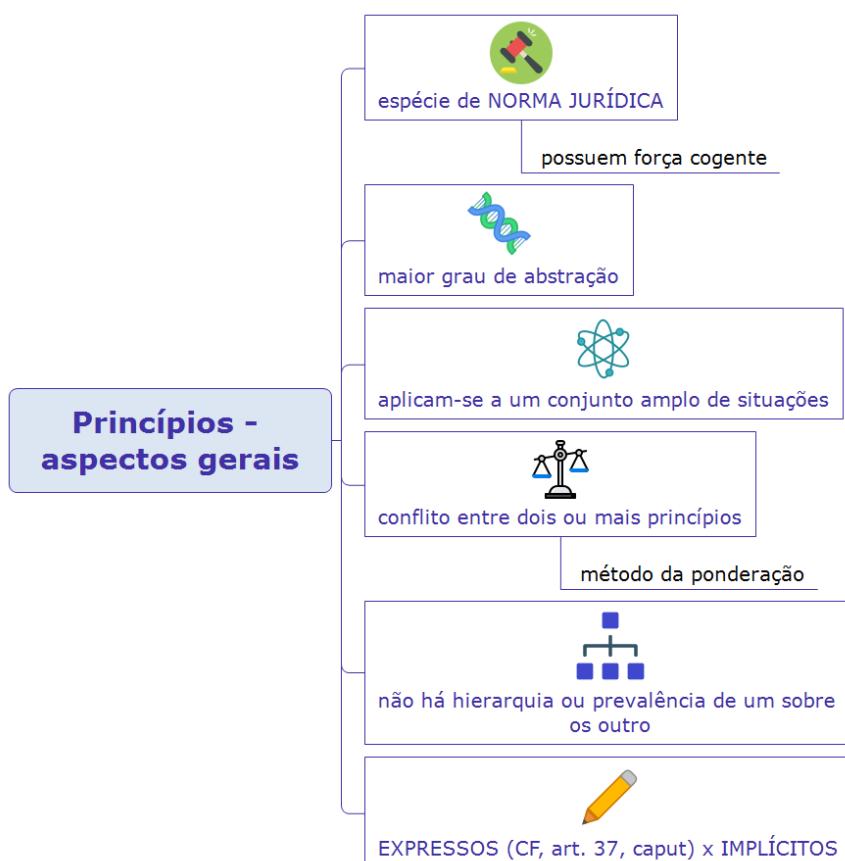 espécie de NORMA JURÍDICA
possuem força cogente
maior grau de abstração
aplicam-se a um conjunto amplo de situações
Princípios -
aspectos gerais
conflito entre dois ou mais princípios
método da ponderação
não há hierarquia ou prevalência de um sobre
os outro
EXPRESSOS (CF, art. 37, caput) x IMPLÍCITOS